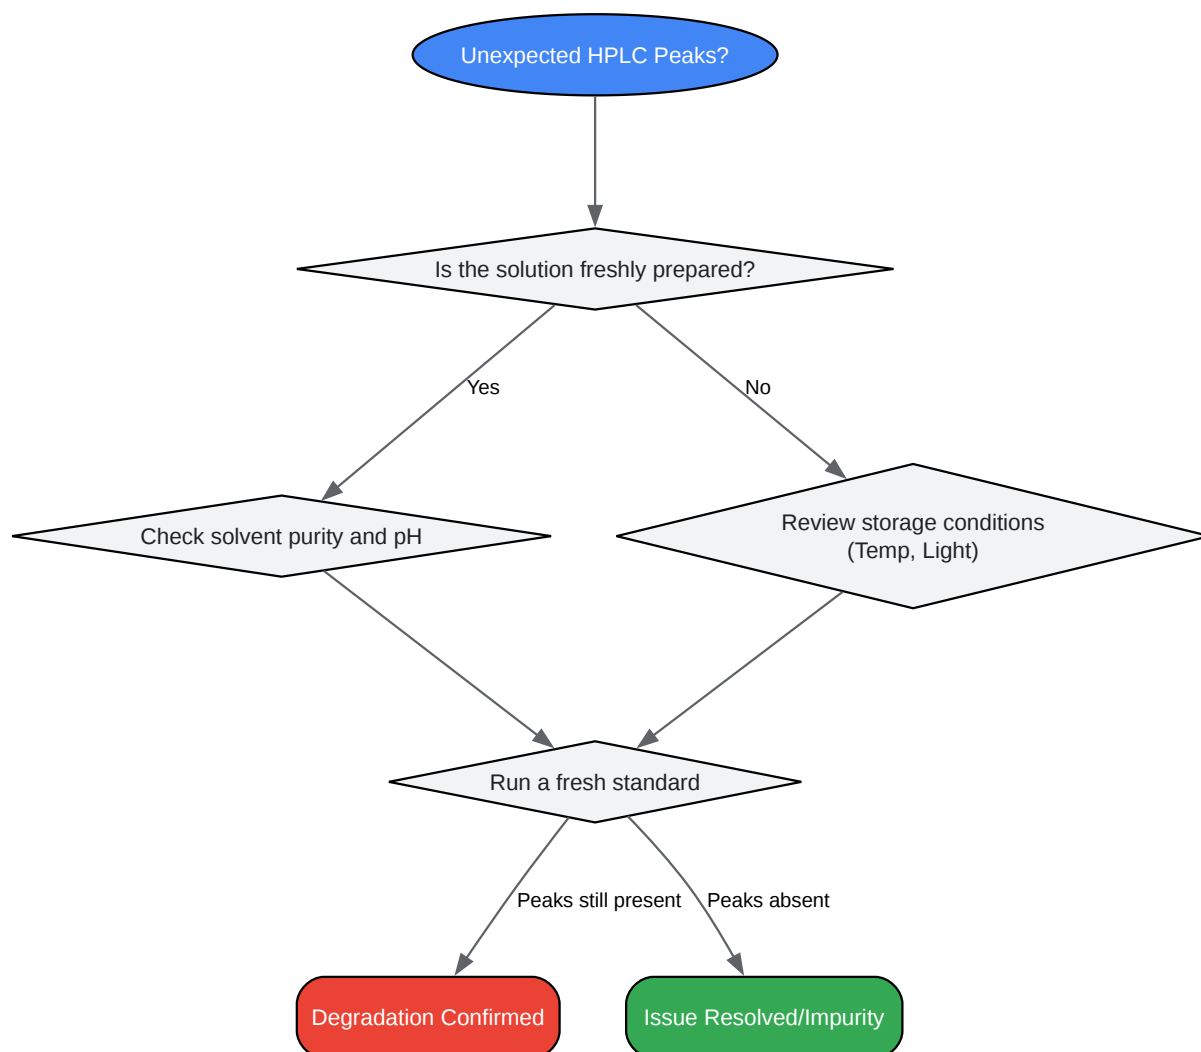 Unexpected HPLC Peaks?
Is the solution freshly prepared?
Yes
No
Check solvent purity and pH
Review storage conditions
(Temp, Light)
Run a fresh standard
Peaks still present
Peaks absent
Degradation Confirmed
Issue Resolved/Impurity